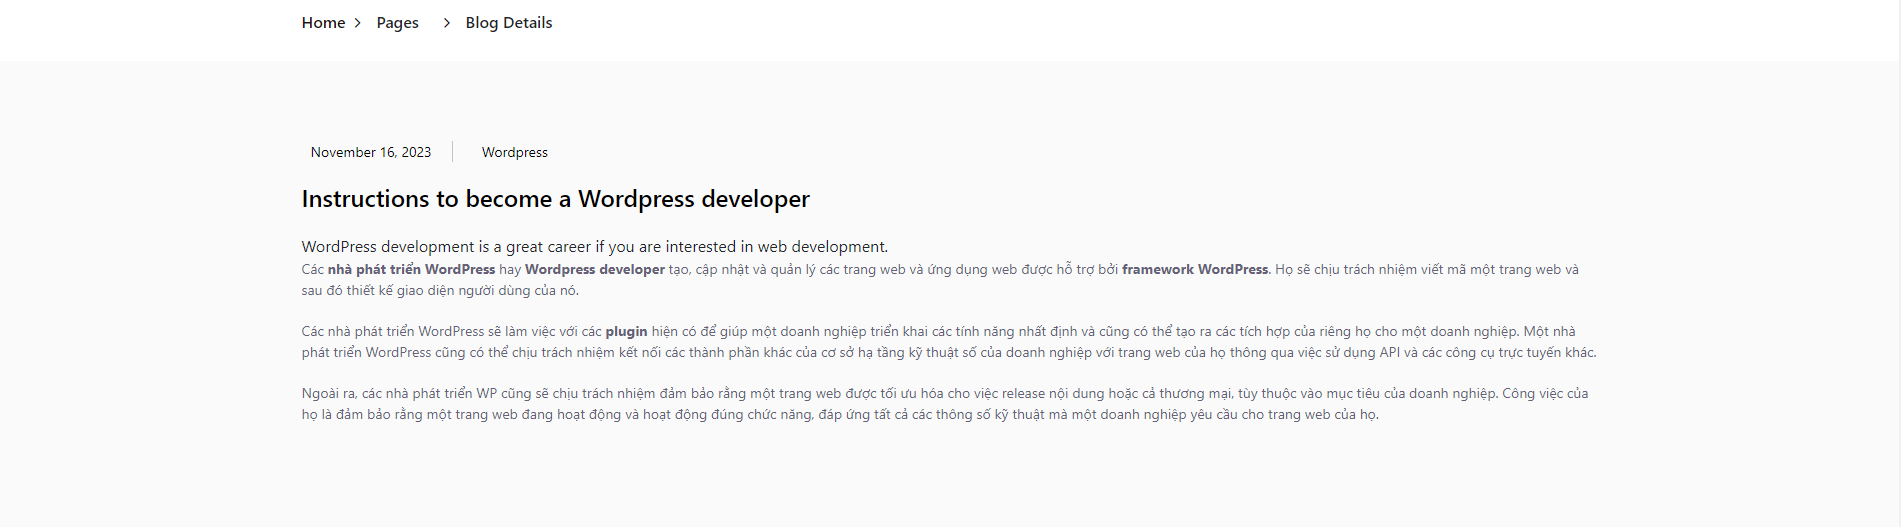 Home > Pages > Blog Details
November 16, 2023 Wordpress
Instructions to become a Wordpress developer
WordPress development is a great career if you are interested in web development.
Các nhà phát triển WordPress hay Wordpress developer tạo, cập nhật và quản lý các trang web và ứng dụng web được hỗ trợ bởi framework WordPress. Họ sẽ chịu trách nhiệm viết mã một trang web và
sau đó thiết kế giao diện người dùng của nó.
Các nhà phát triển WordPress sẽ làm việc với các plugin hiện có để giúp một doanh nghiệp triển khai các tính năng nhất định và cũng có thể tạo ra các tích hợp của riêng họ cho một doanh nghiệp. Một nhà
phát triển WordPress cũng có thể chịu trách nhiệm kết nối các thành phần khác của cơ sở hạ tầng kỹ thuật số của doanh nghiệp với trang web của họ thông qua việc sử dụng API và các công cụ trực tuyến khác.
Ngoài ra, các nhà phát triển WP cũng sẽ chịu trách nhiệm đảm bảo rằng một trang web được tối ưu hóa cho việc release nội dung hoặc cả thương mại, tùy thuộc vào mục tiêu của doanh nghiệp. Công việc của
họ là đảm bảo rằng một trang web đang hoạt động và hoạt động đúng chức năng, đáp ứng tất cả các thông số kỹ thuật mà một doanh nghiệp yêu cầu cho trang web của họ.